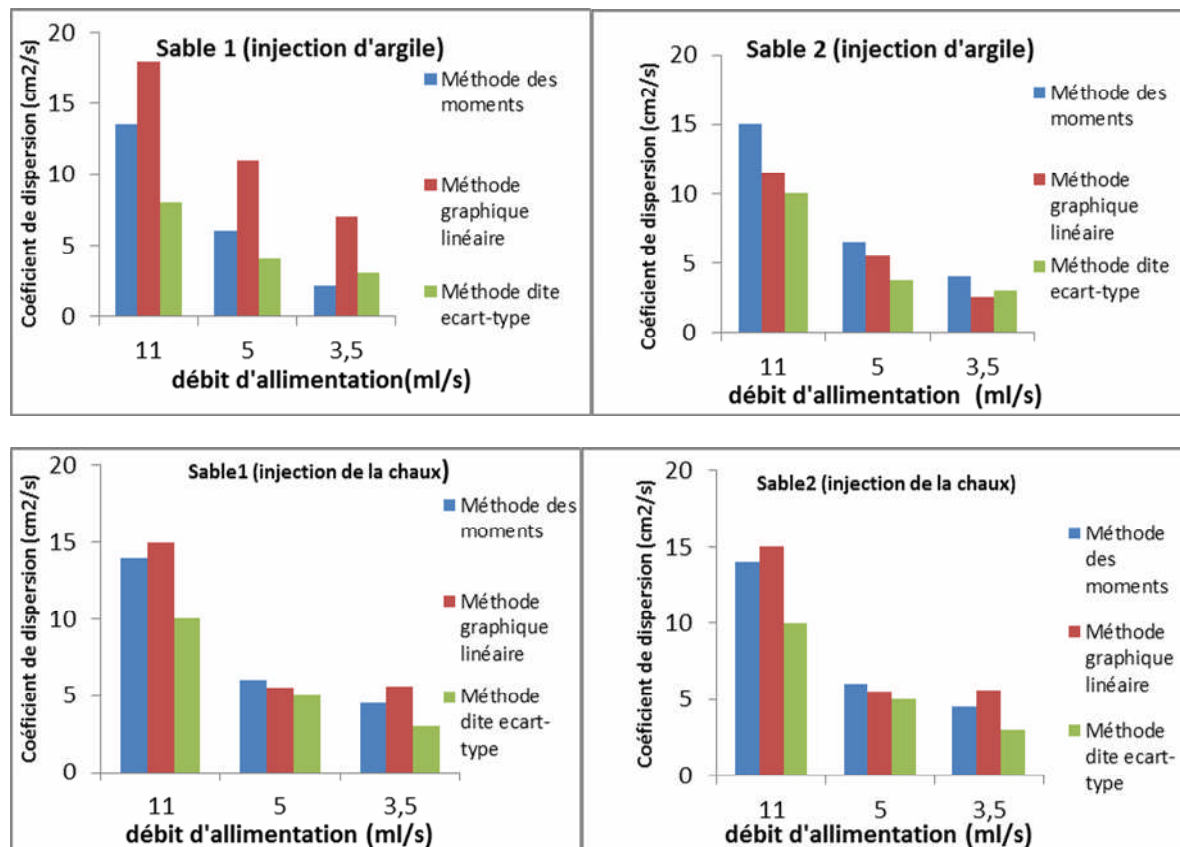 Sable 1 (injection d'argile)
Coéficient de dispersion (cm2/s)
20
15
10
5
0
11
5
3,5
débit d'allimentation(ml/s)
Méthode des
moments
Méthode
graphique
linéaire
Méthode dite
ecart-type
Sable 2 (injection d'argile)
Coéficient de dispersion (cm2/s)
20
15
10
5
0
11
5
3,5
débit d'allimentation (ml/s)
Méthode des
moments
Méthode
graphique
linéaire
Méthode dite
ecart-type
Sable1 (injection de la chaux)
Coéficient de dispersion (cm2/s)
20
15
10
5
0
11
5
3,5
débit d'allimentation (ml/s)
Méthode des
moments
Méthode
graphique
linéaire
Méthode
dite ecart-
type
Sable2 (injection de la chaux)
Coéficient de dispersion (cm2/s)
20
15
10
5
0
11
5
3,5
débit d'allimentation (ml/s)
Méthode
des
moments
Méthode
graphique
linéaire
Méthode
dite ecart-
type